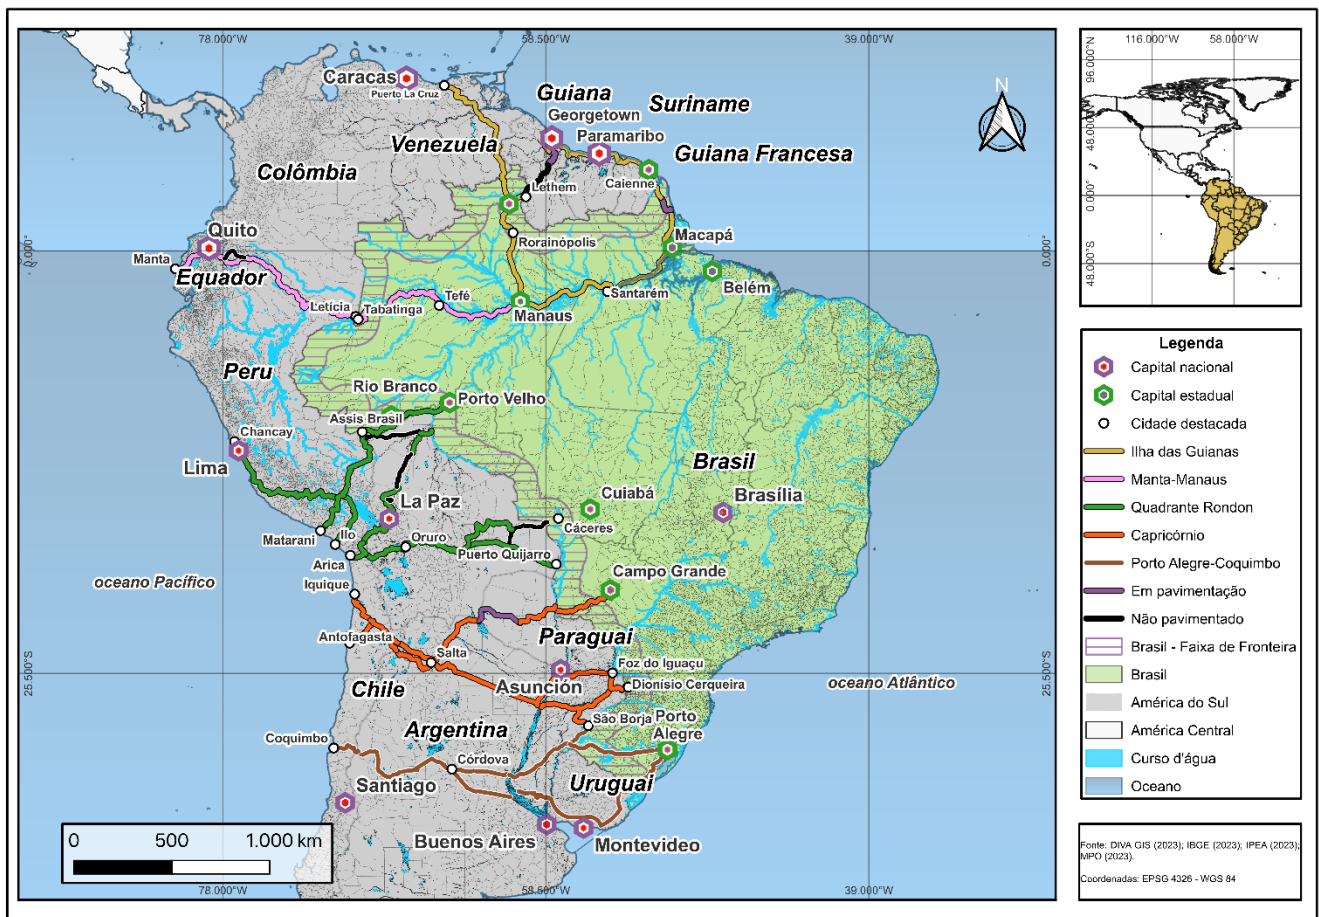 78.000°W
58.500°W
39.000°W
0.000°
25.500°S
0.000°
25.500°S
78.000°W
58.500°W
39.000°W
N
Caracas
Puerto La Cruz
Guiana
Georgetown
Suriname
Paramaribo
Venezuela
Guiana Francesa
Colômbia
Lethem
Caienne
Quito
Rorainópolis
Macapá
Manta
Equador
Santarém
Belém
Letícia
Tabatinga
Tefé
Manaus
Peru
Rio Branco
Porto Velho
Assis Brasil
Chancay
Lima
Brasil
La Paz
Cuiabá
Brasília
Cáceres
Matarani
Ilo
Oruro
Puerto Quijarro
Arica
Iquique
Campo Grande
oceano Pacífico
Antofagasta
Salta
Paraguai
Foz do Iguaçu
Chile
Asunción
Dionísio Cerqueira
oceano Atlântico
São Borja
Porto
Alegre
Argentina
Coquimbo
Córdova
Santiago
Uruguai
Buenos Aires
Montevideo
0 500 1.000 km
116.000°W
58.000°W
96.000°N
48.000°N
0.000°
48.000°S
Legenda
Capital nacional
Capital estadual
Cidade destacada
Ilha das Guianas
Manta-Manaus
Quadrante Rondon
Capricórnio
Porto Alegre-Coquimbo
Em pavimentação
Não pavimentado
Brasil - Faixa de Fronteira
Brasil
América do Sul
América Central
Curso d'água
Oceano
Fonte: DIVA GIS (2023); IBGE (2023); IPEA (2023);
MPO (2023).
Coordenadas: EPSG 4326 - WGS 84